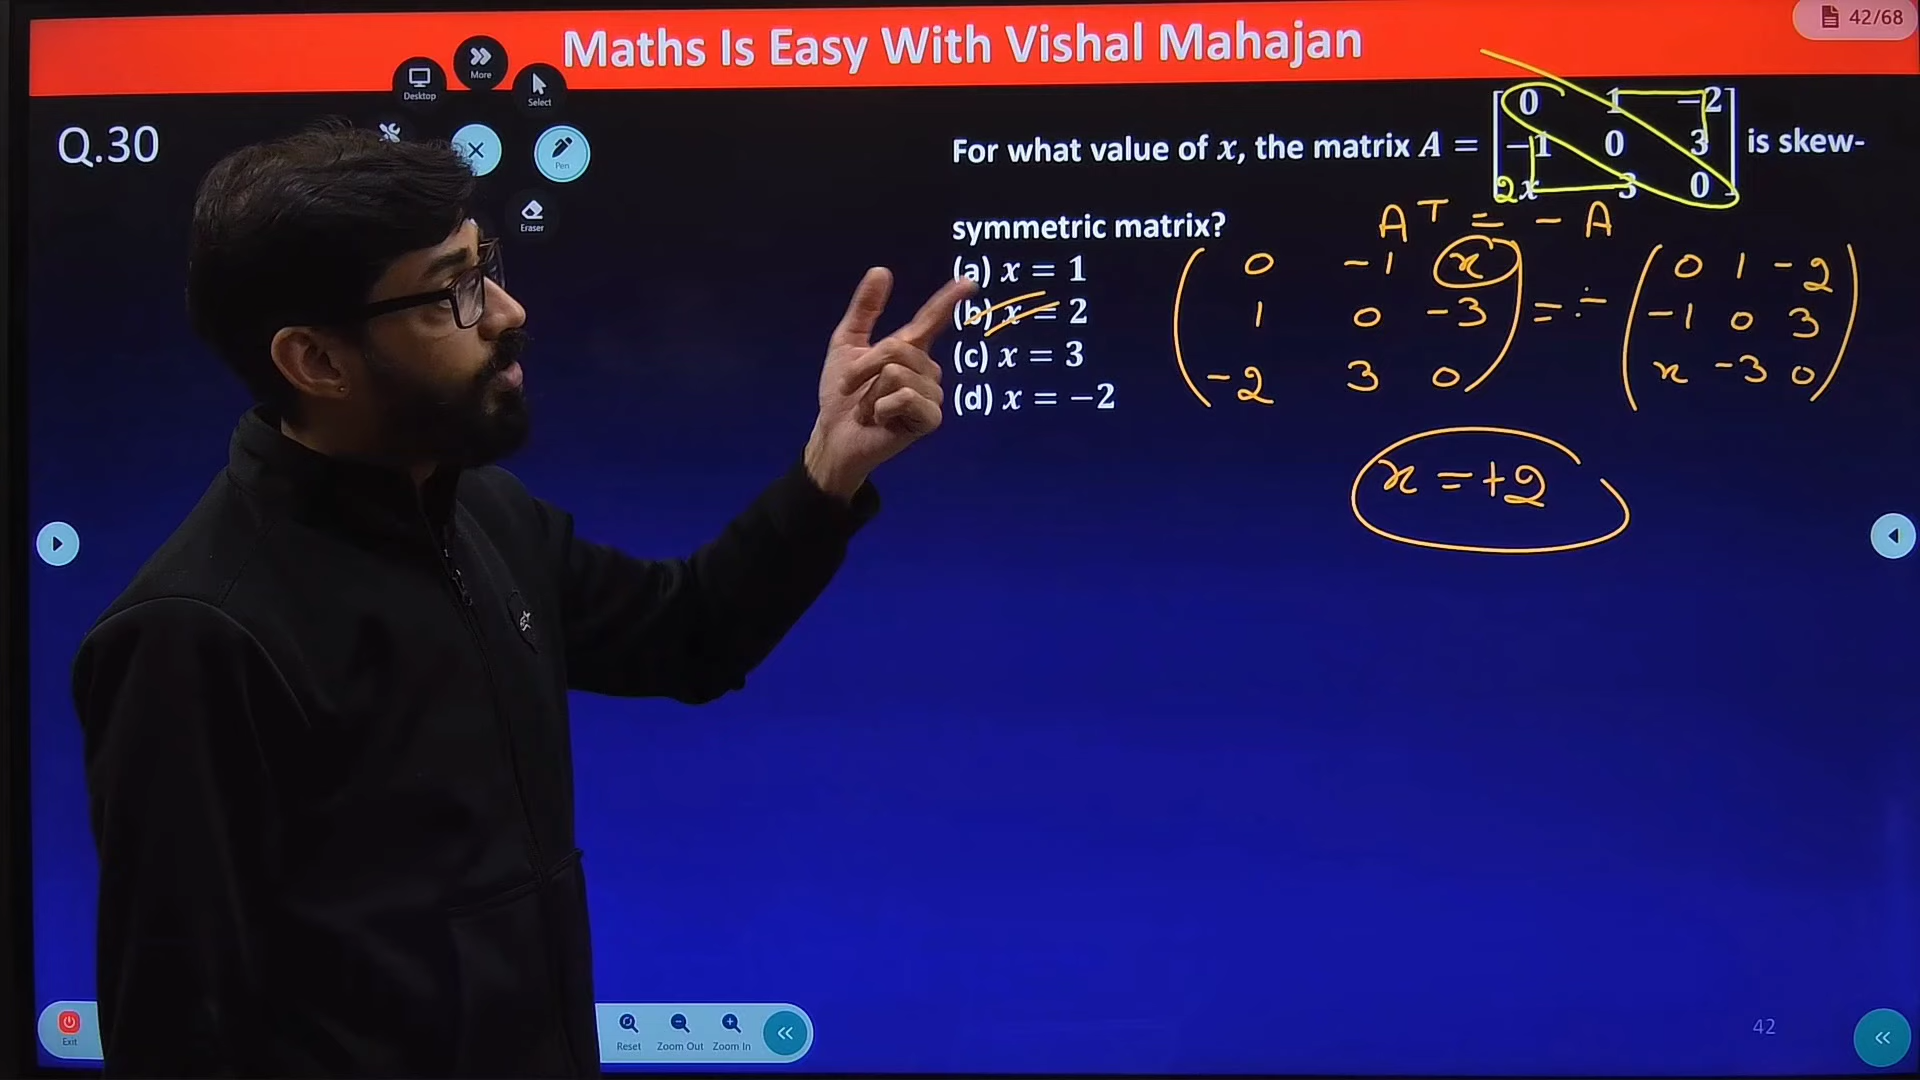 42/68
Maths Is Easy With Vishal Mahajan
More
Desktop
Select
Pen
Eraser
Q.30
For what value of x, the matrix A = [0 1 −2
−1 0 3
2 x 3 0] is skew-
symmetric matrix?
(a) x = 1
(b) x = 2
(c) x = 3
(d) x = −2
Aᵀ = − A
(0 −1 x
1 0 −3
−2 3 0) = − (0 1 −2
−1 0 3
x −3 0)
x = +2
Exit
Reset
Zoom Out
Zoom In
42